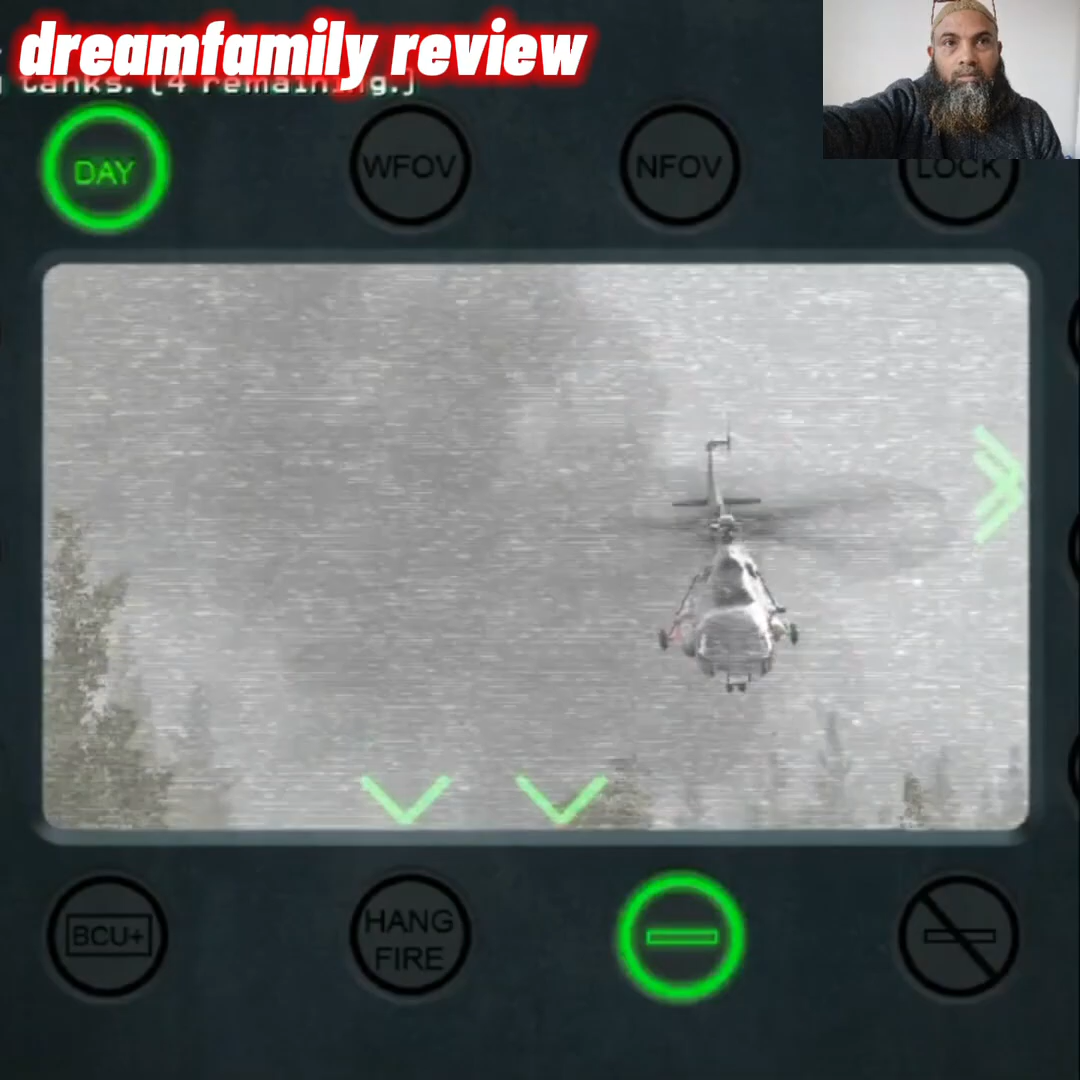 dreamfamily review
tanks. (4 remaining.)
DAY
WFOV
NFOV
LOCK
BCU+
HANG
FIRE